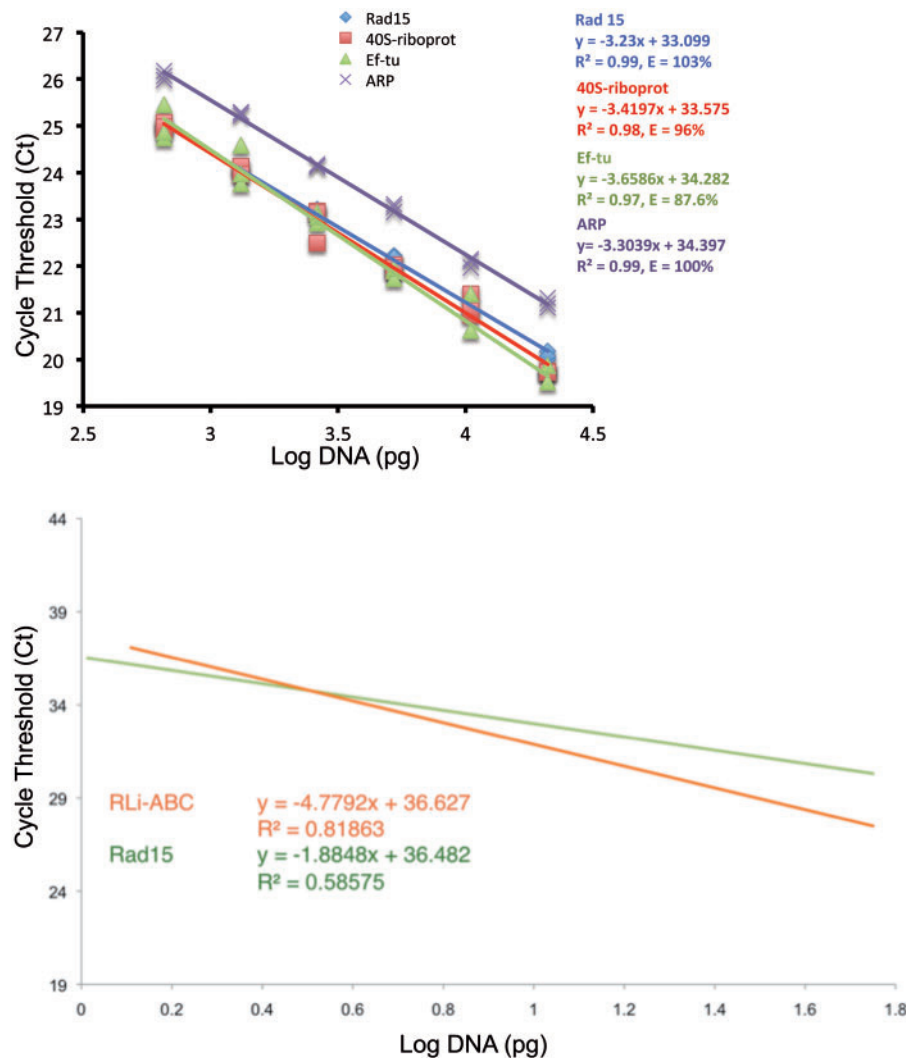 27
26
25
24
23
22
21
20
19
2.5
3
3.5
4
4.5
Cycle Threshold (Ct)
Log DNA (pg)
Rad15
40S-riboprot
Ef-tu
ARP
Rad 15
y = -3.23x + 33.099
R² = 0.99, E = 103%
40S-riboprot
y = -3.4197x + 33.575
R² = 0.98, E = 96%
Ef-tu
y = -3.6586x + 34.282
R² = 0.97, E = 87.6%
ARP
y= -3.3039x + 34.397
R² = 0.99, E = 100%
44
39
34
29
24
19
Cycle Threshold (Ct)
RLi-ABC y = -4.7792x + 36.627
R² = 0.81863
Rad15 y = -1.8848x + 36.482
R² = 0.58575
0 0.2 0.4 0.6 0.8 1 1.2 1.4 1.6 1.8
Log DNA (pg)